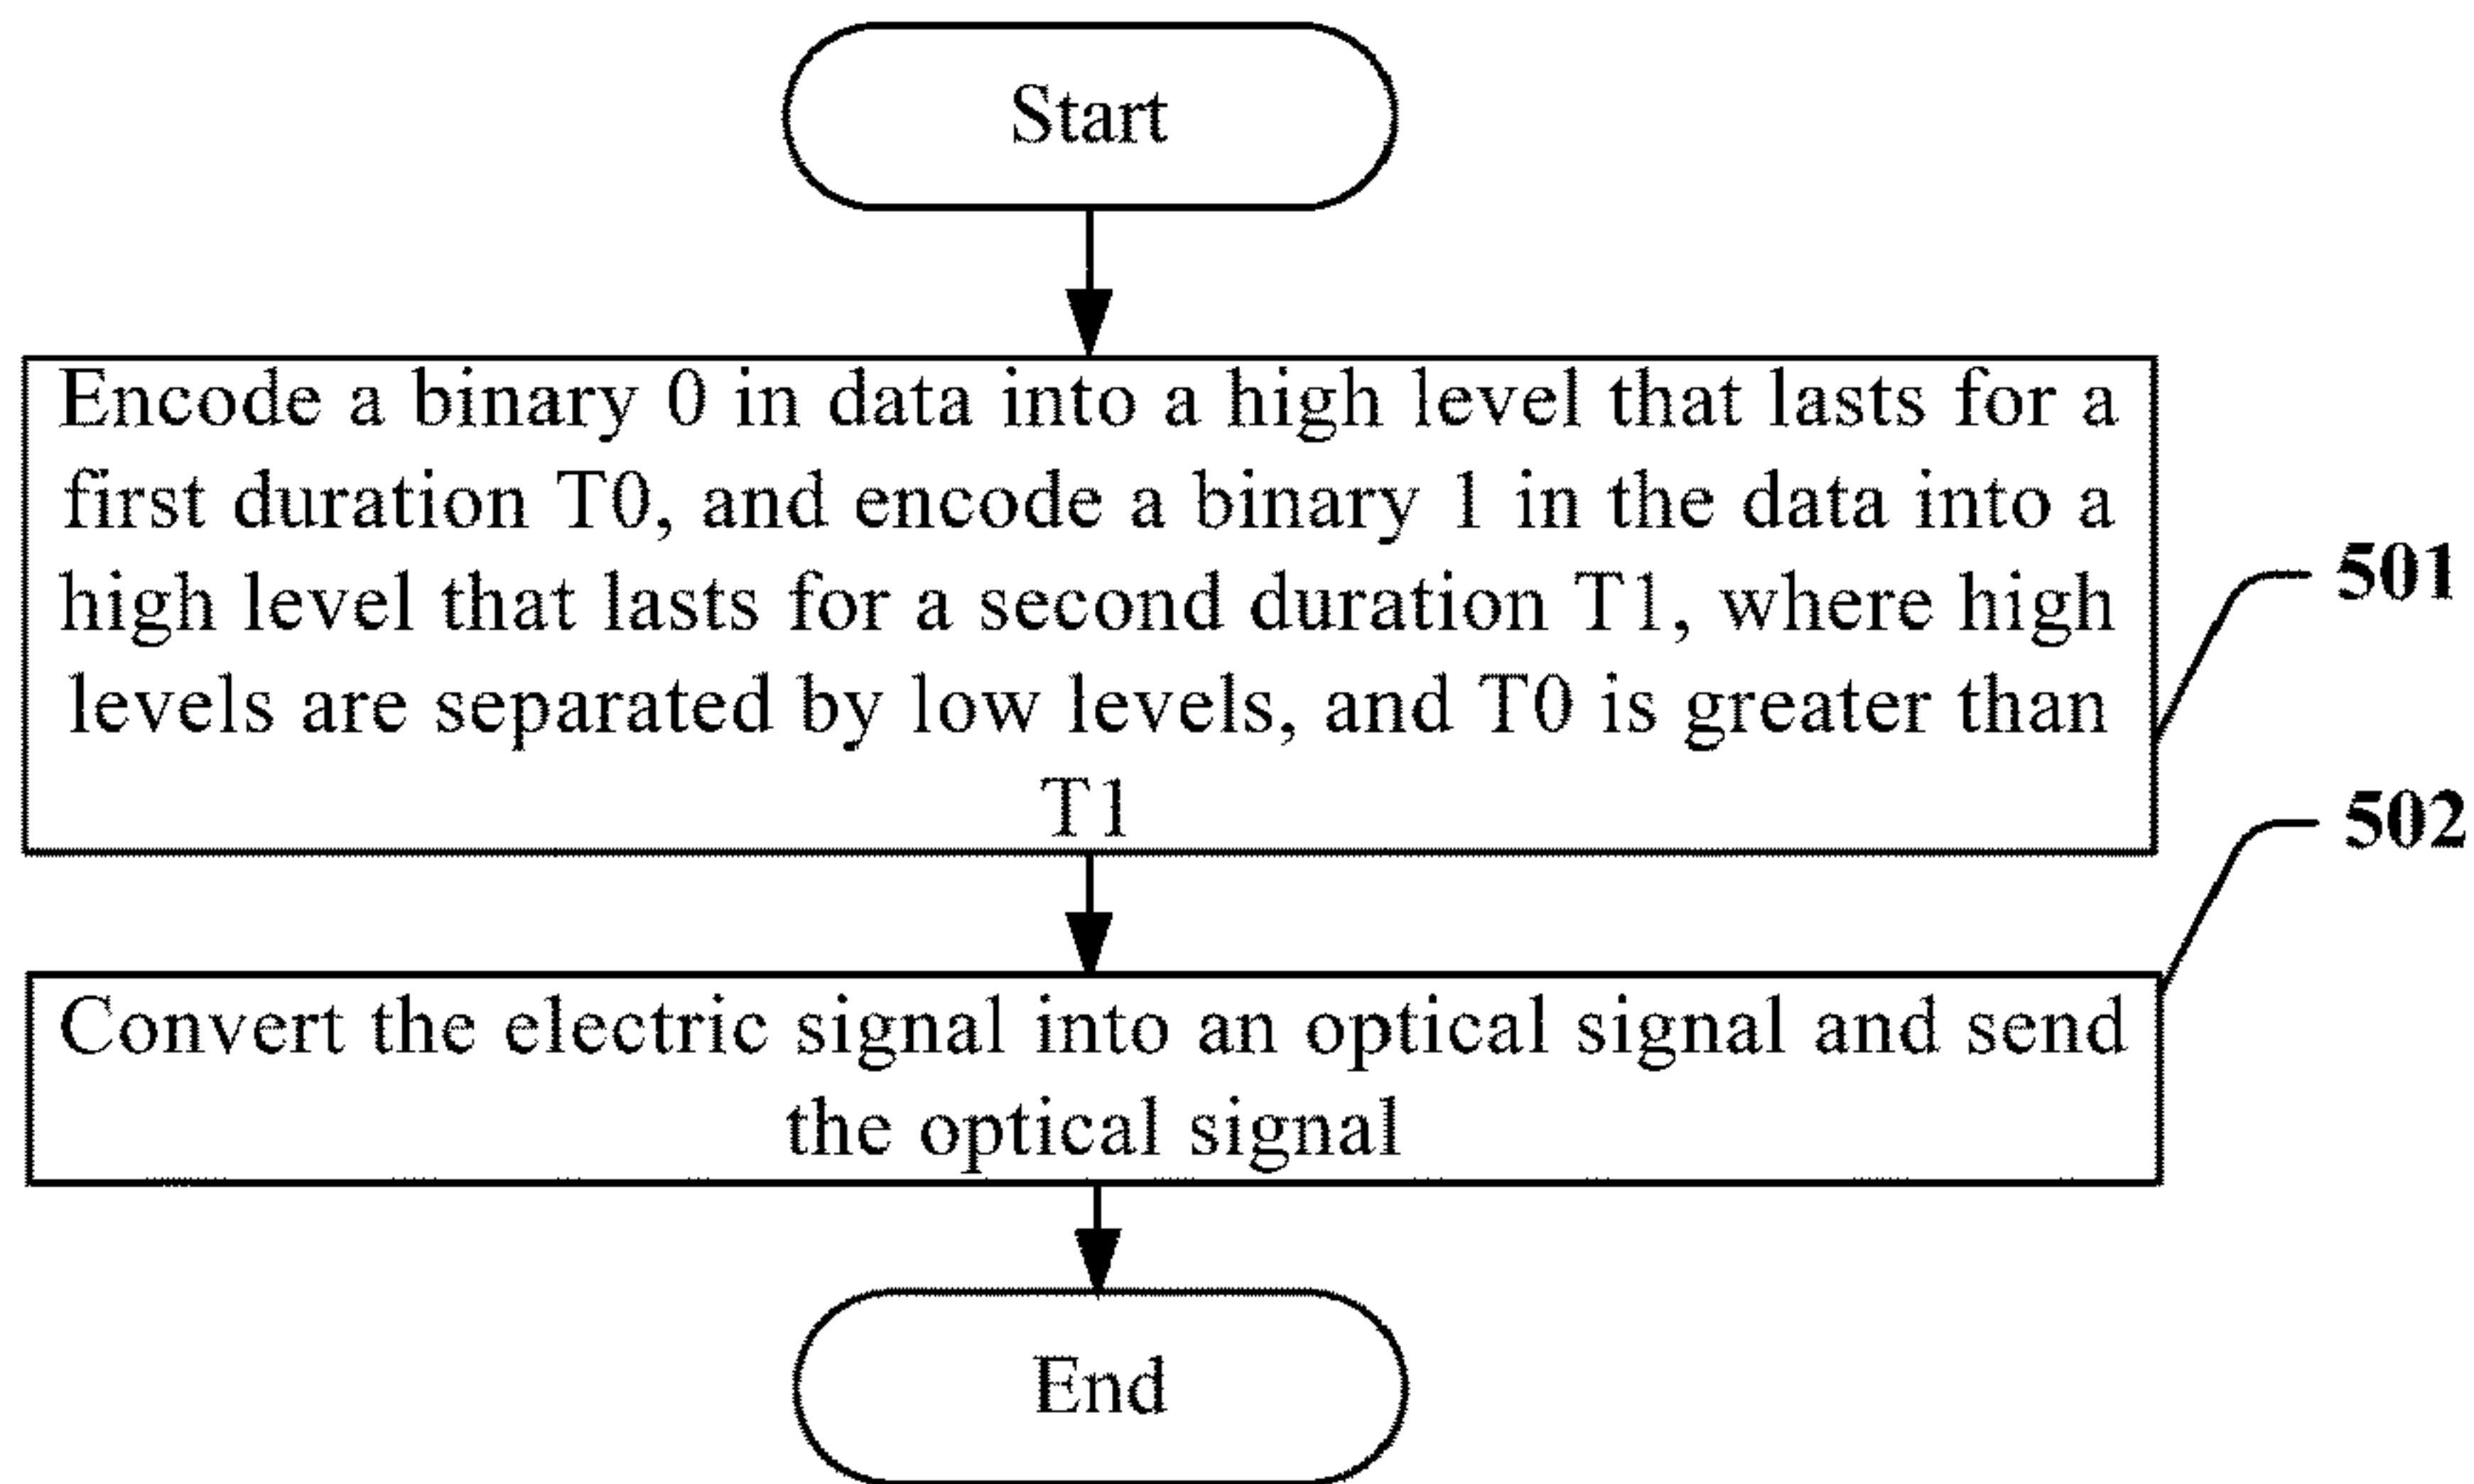 Start
Encode a binary 0 in data into a high level that lasts for a
first duration T0, and encode a binary 1 in the data into a
high level that lasts for a second duration T1, where high
levels are separated by low levels, and T0 is greater than
T1
501
502
Convert the electric signal into an optical signal and send
the optical signal
End